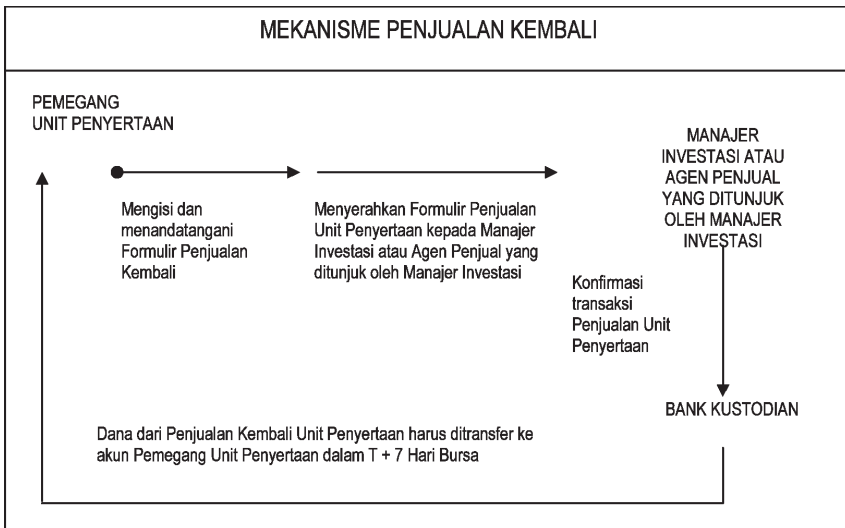 MEKANISME PENJUALAN KEMBALI
PEMEGANG
UNIT PENYERTAAN
Mengisi dan
menandatangani
Formulir Penjualan
Kembali
Menyerahkan Formulir Penjualan
Unit Penyertaan kepada Manajer
Investasi atau Agen Penjual yang
ditunjuk oleh Manajer Investasi
MANAJER
INVESTASI ATAU
AGEN PENJUAL
YANG DITUNJUK
OLEH MANAJER
INVESTASI
Konfirmasi
transaksi
Penjualan Unit
Penyertaan
BANK KUSTODIAN
Dana dari Penjualan Kembali Unit Penyertaan harus ditransfer ke
akun Pemegang Unit Penyertaan dalam T + 7 Hari Bursa